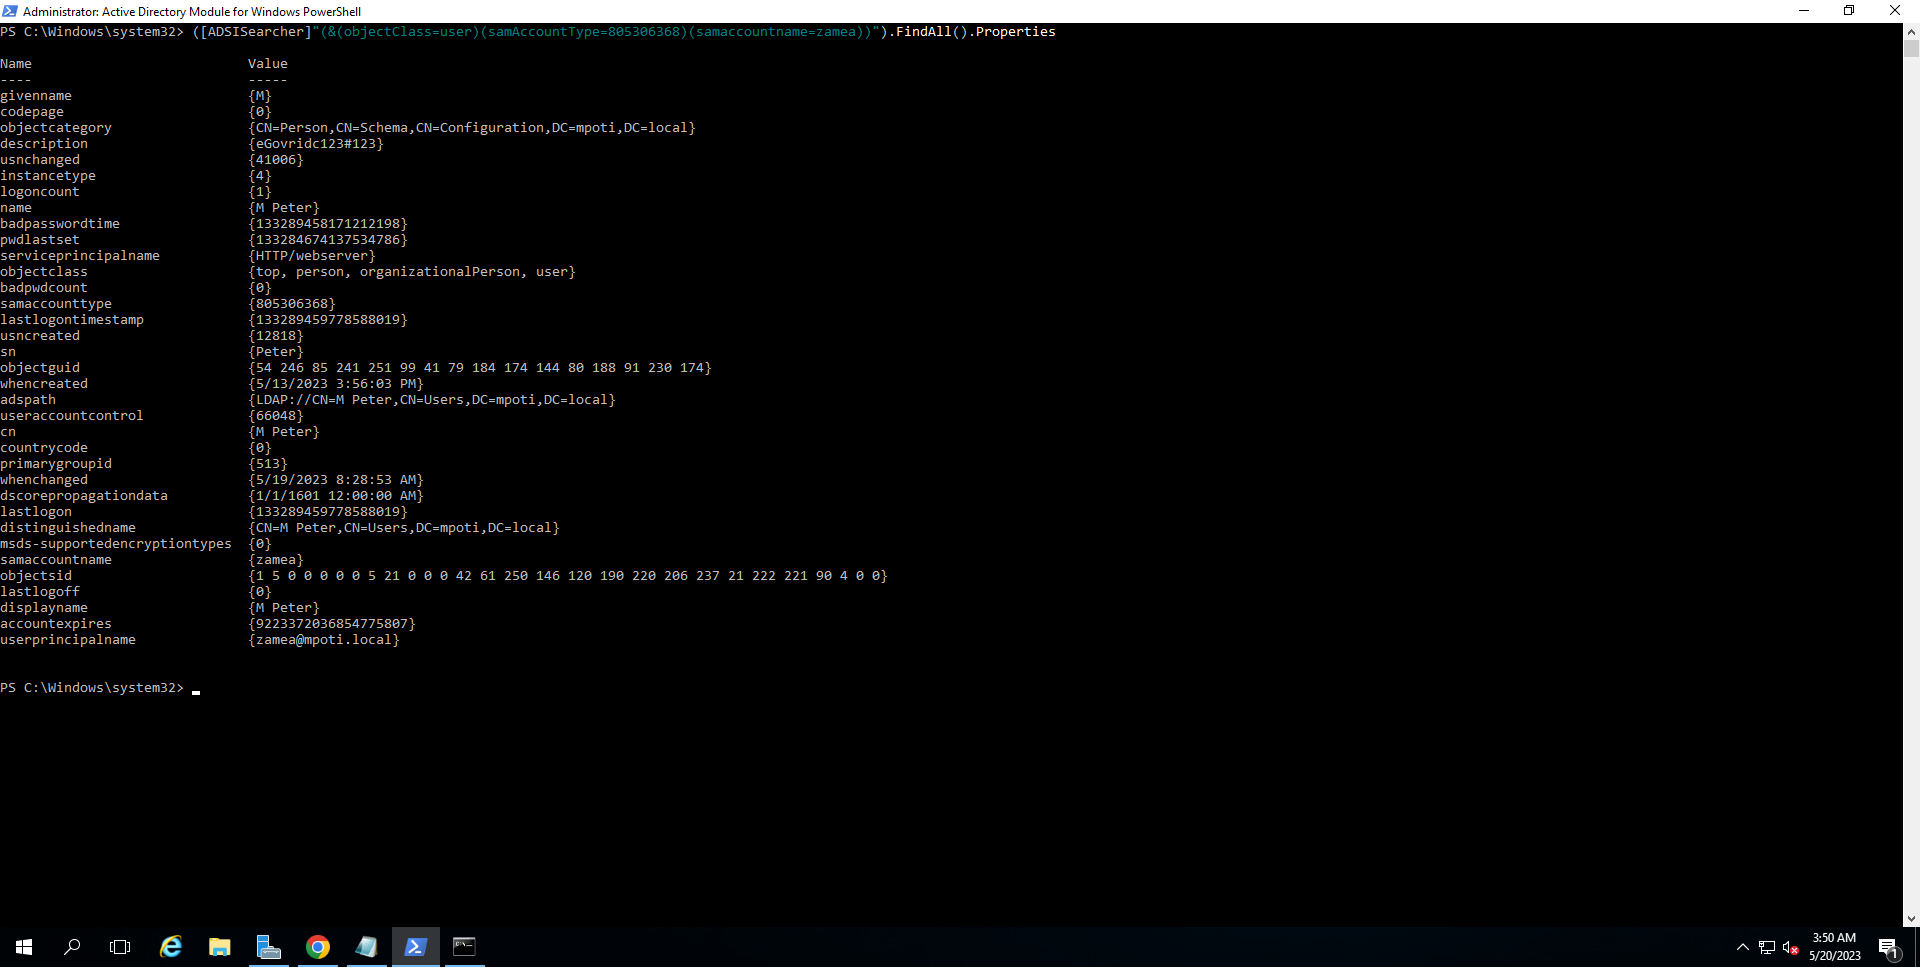 Administrator: Active Directory Module for Windows PowerShell
PS C:\Windows\system32> ([ADSISearcher]"(&(objectClass=user)(samAccountType=805306368)(samaccountname=zamea))").FindAll().Properties
Name Value
---- -----
givenname {M}
codepage {0}
objectcategory {CN=Person,CN=Schema,CN=Configuration,DC=mpoti,DC=local}
description {eGovridc123#123}
usnchanged {41006}
instancetype {4}
logoncount {1}
name {M Peter}
badpasswordtime {133289458171212198}
pwdlastset {133284674137534786}
serviceprincipalname {HTTP/webserver}
objectclass {top, person, organizationalPerson, user}
badpwdcount {0}
samaccounttype {805306368}
lastlogontimestamp {133289459778588019}
usncreated {12818}
sn {Peter}
objectguid {54 246 85 241 251 99 41 79 184 174 144 80 188 91 230 174}
whencreated {5/13/2023 3:56:03 PM}
adspath {LDAP://CN=M Peter,CN=Users,DC=mpoti,DC=local}
useraccountcontrol {66048}
cn {M Peter}
countrycode {0}
primarygroupid {513}
whenchanged {5/19/2023 8:28:53 AM}
dscorepropagationdata {1/1/1601 12:00:00 AM}
lastlogon {133289459778588019}
distinguishedname {CN=M Peter,CN=Users,DC=mpoti,DC=local}
msds-supportedencryptiontypes {0}
samaccountname {zamea}
objectsid {1 5 0 0 0 0 0 5 21 0 0 0 42 61 250 146 120 190 220 206 237 21 222 221 90 4 0 0}
lastlogoff {0}
displayname {M Peter}
accountexpires {9223372036854775807}
userprincipalname {zamea@mpoti.local}
PS C:\Windows\system32>
3:50 AM
5/20/2023
1